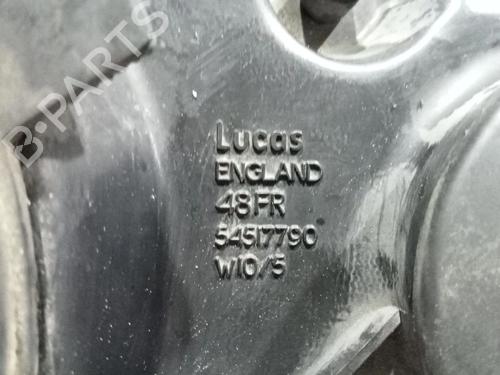 B-PARTS
Lucas
ENGLAND
48FR
54517790
W10/5